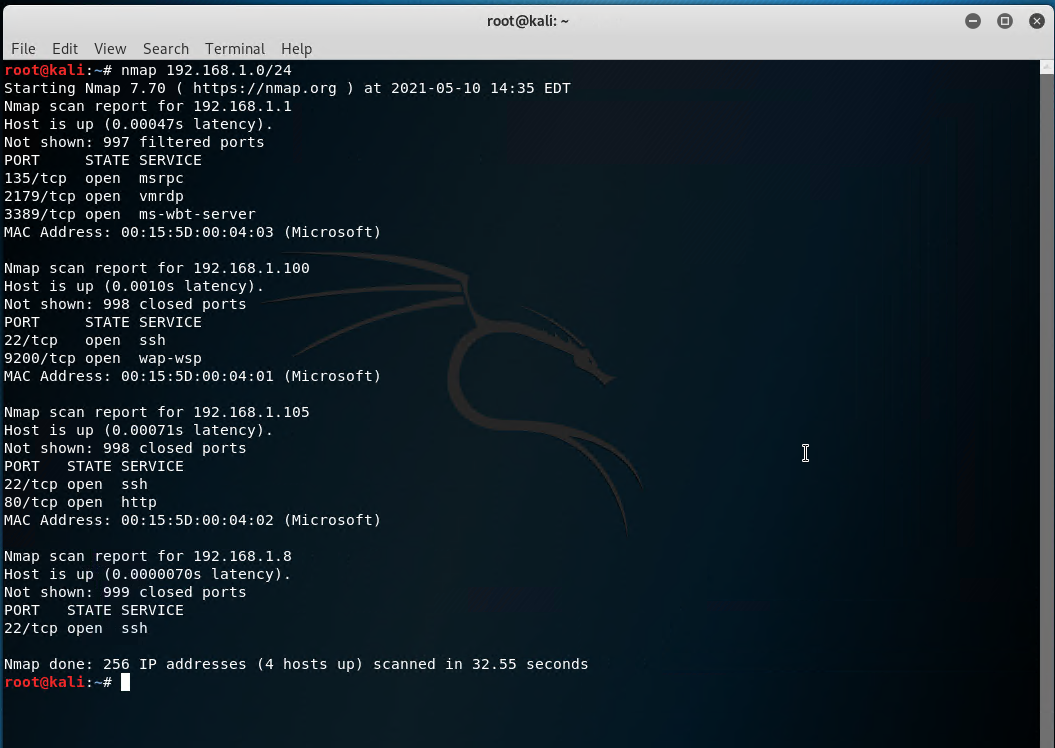 root@kali: ~
File Edit View Search Terminal Help
root@kali:~# nmap 192.168.1.0/24
Starting Nmap 7.70 ( https://nmap.org ) at 2021-05-10 14:35 EDT
Nmap scan report for 192.168.1.1
Host is up (0.00047s latency).
Not shown: 997 filtered ports
PORT     STATE SERVICE
135/tcp  open  msrpc
2179/tcp open  vmrdp
3389/tcp open  ms-wbt-server
MAC Address: 00:15:5D:00:04:03 (Microsoft)

Nmap scan report for 192.168.1.100
Host is up (0.0010s latency).
Not shown: 998 closed ports
PORT     STATE SERVICE
22/tcp   open  ssh
9200/tcp open  wap-wsp
MAC Address: 00:15:5D:00:04:01 (Microsoft)

Nmap scan report for 192.168.1.105
Host is up (0.00071s latency).
Not shown: 998 closed ports
PORT   STATE SERVICE
22/tcp open  ssh
80/tcp open  http
MAC Address: 00:15:5D:00:04:02 (Microsoft)

Nmap scan report for 192.168.1.8
Host is up (0.0000070s latency).
Not shown: 999 closed ports
PORT   STATE SERVICE
22/tcp open  ssh

Nmap done: 256 IP addresses (4 hosts up) scanned in 32.55 seconds
root@kali:~#